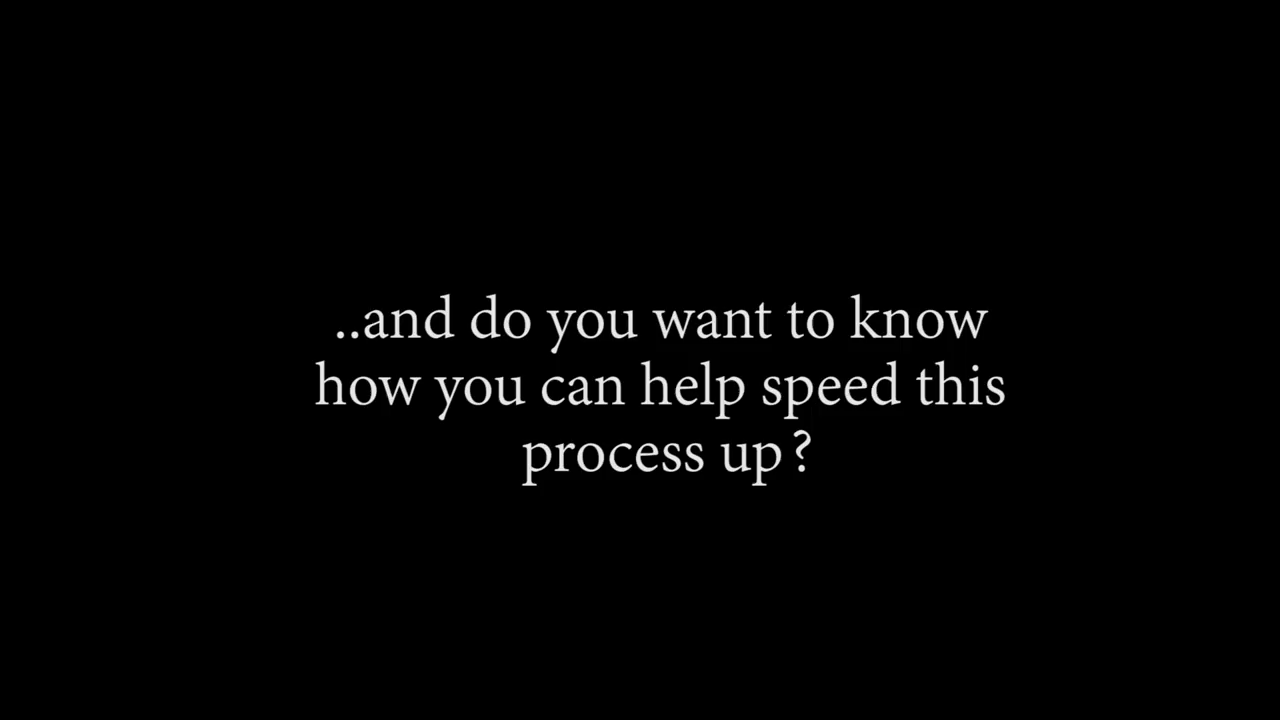 ..and do you want to know
how you can help speed this
process up?